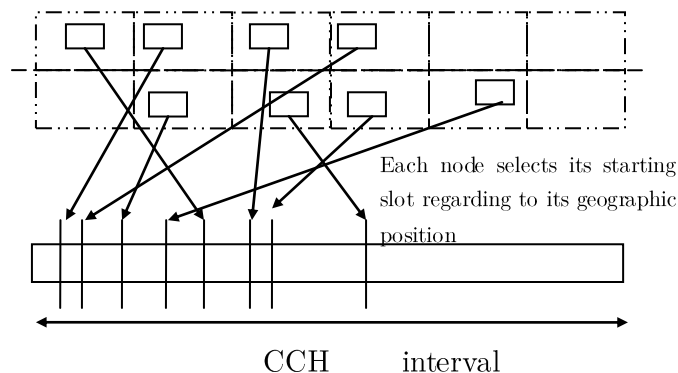 Each node selects its starting
slot regarding to its geographic
position
CCH interval